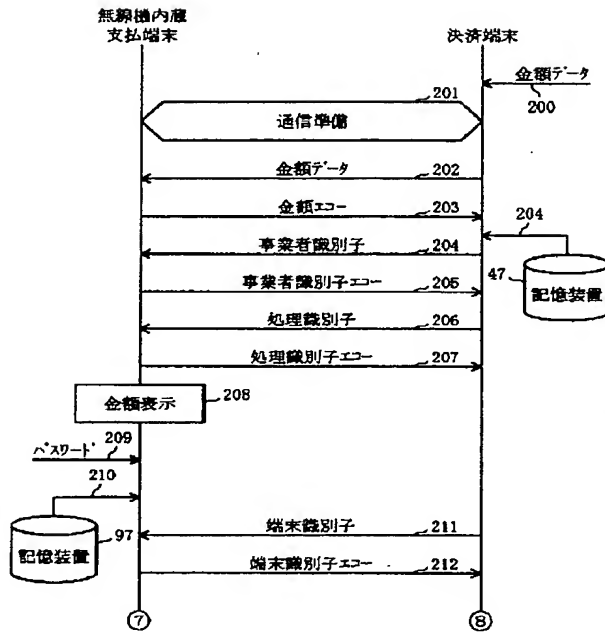 無線機内蔵
支払端末
決済端末
金額データ
200
201
通信準備
金額データ 202
金額エコー 203
204
事業者識別子 204
事業者識別子エコー 205
47
記憶装置
処理識別子 206
処理識別子エコー 207
金額表示
208
パスワード
209
210
97
記憶装置
端末識別子 211
端末識別子エコー 212
⑦
⑧